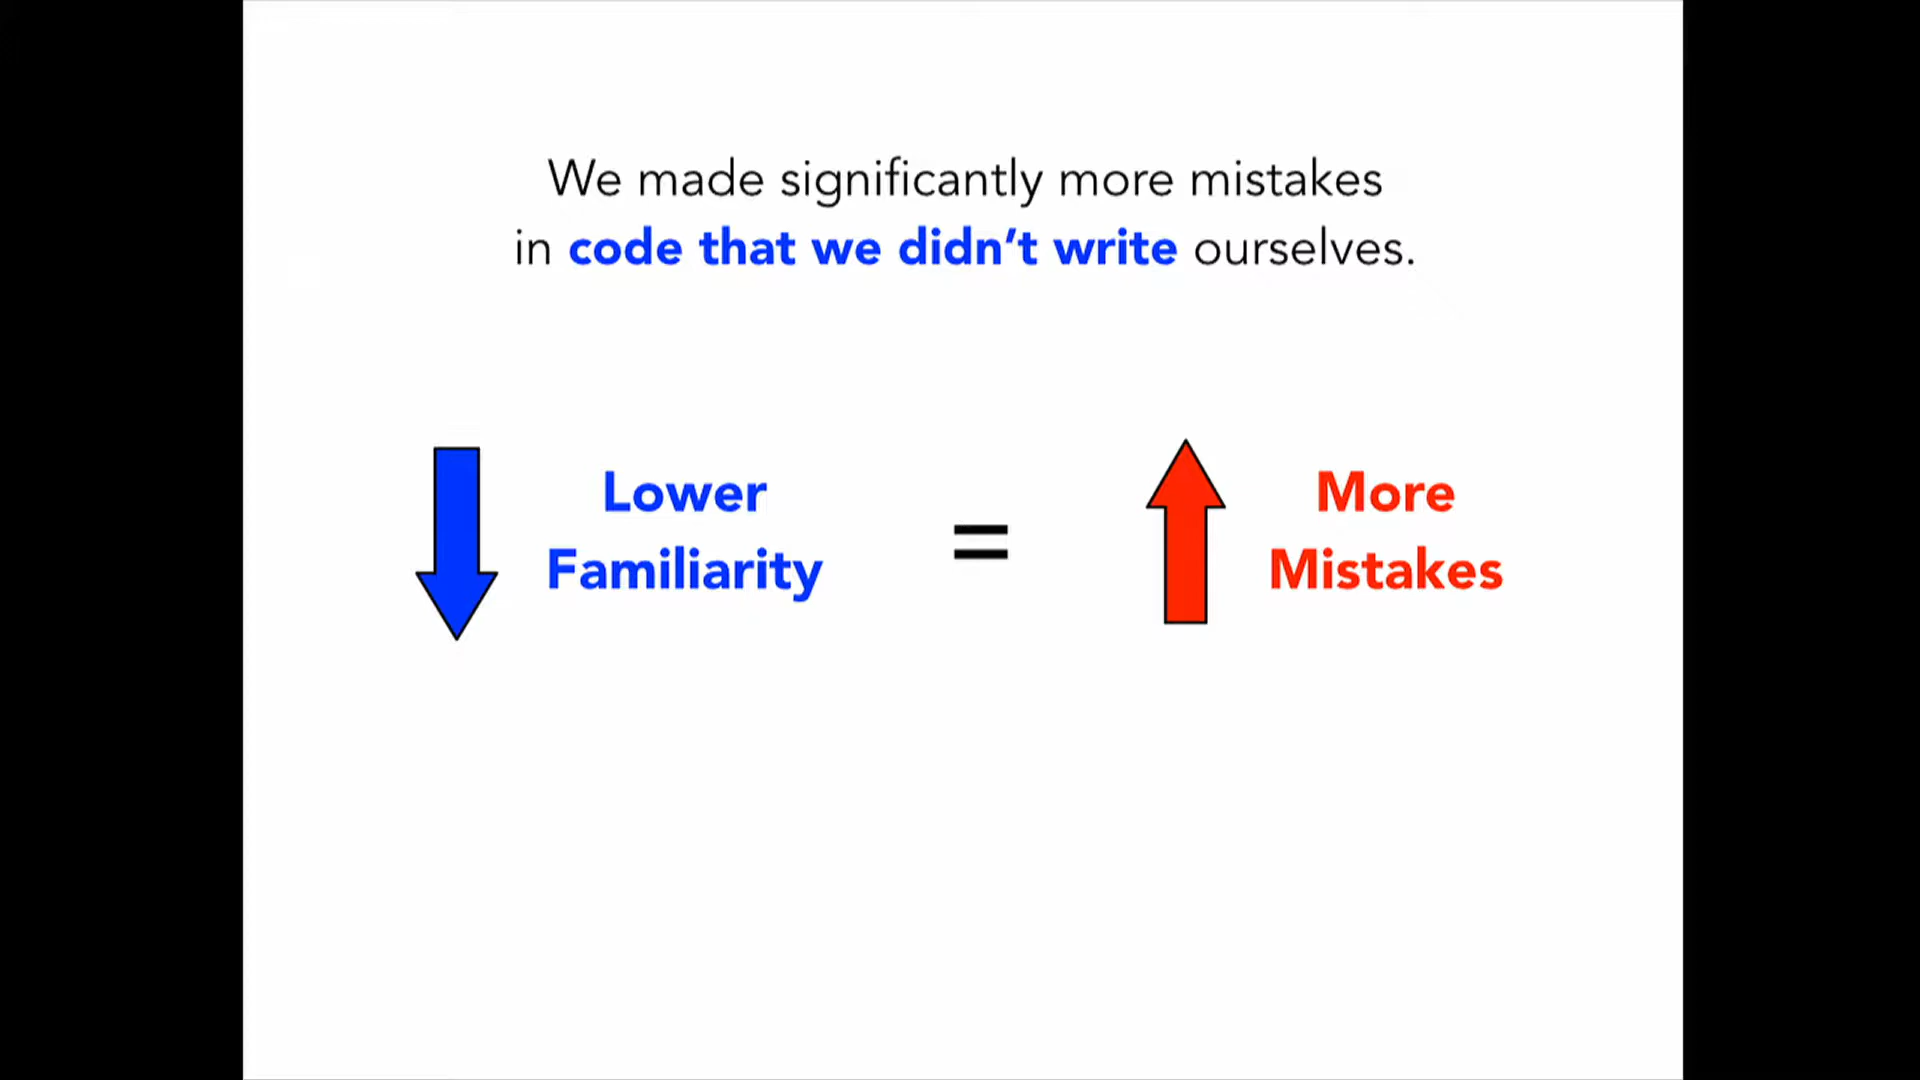 We made significantly more mistakes
in code that we didn’t write ourselves.
Lower
Familiarity
=
More
Mistakes